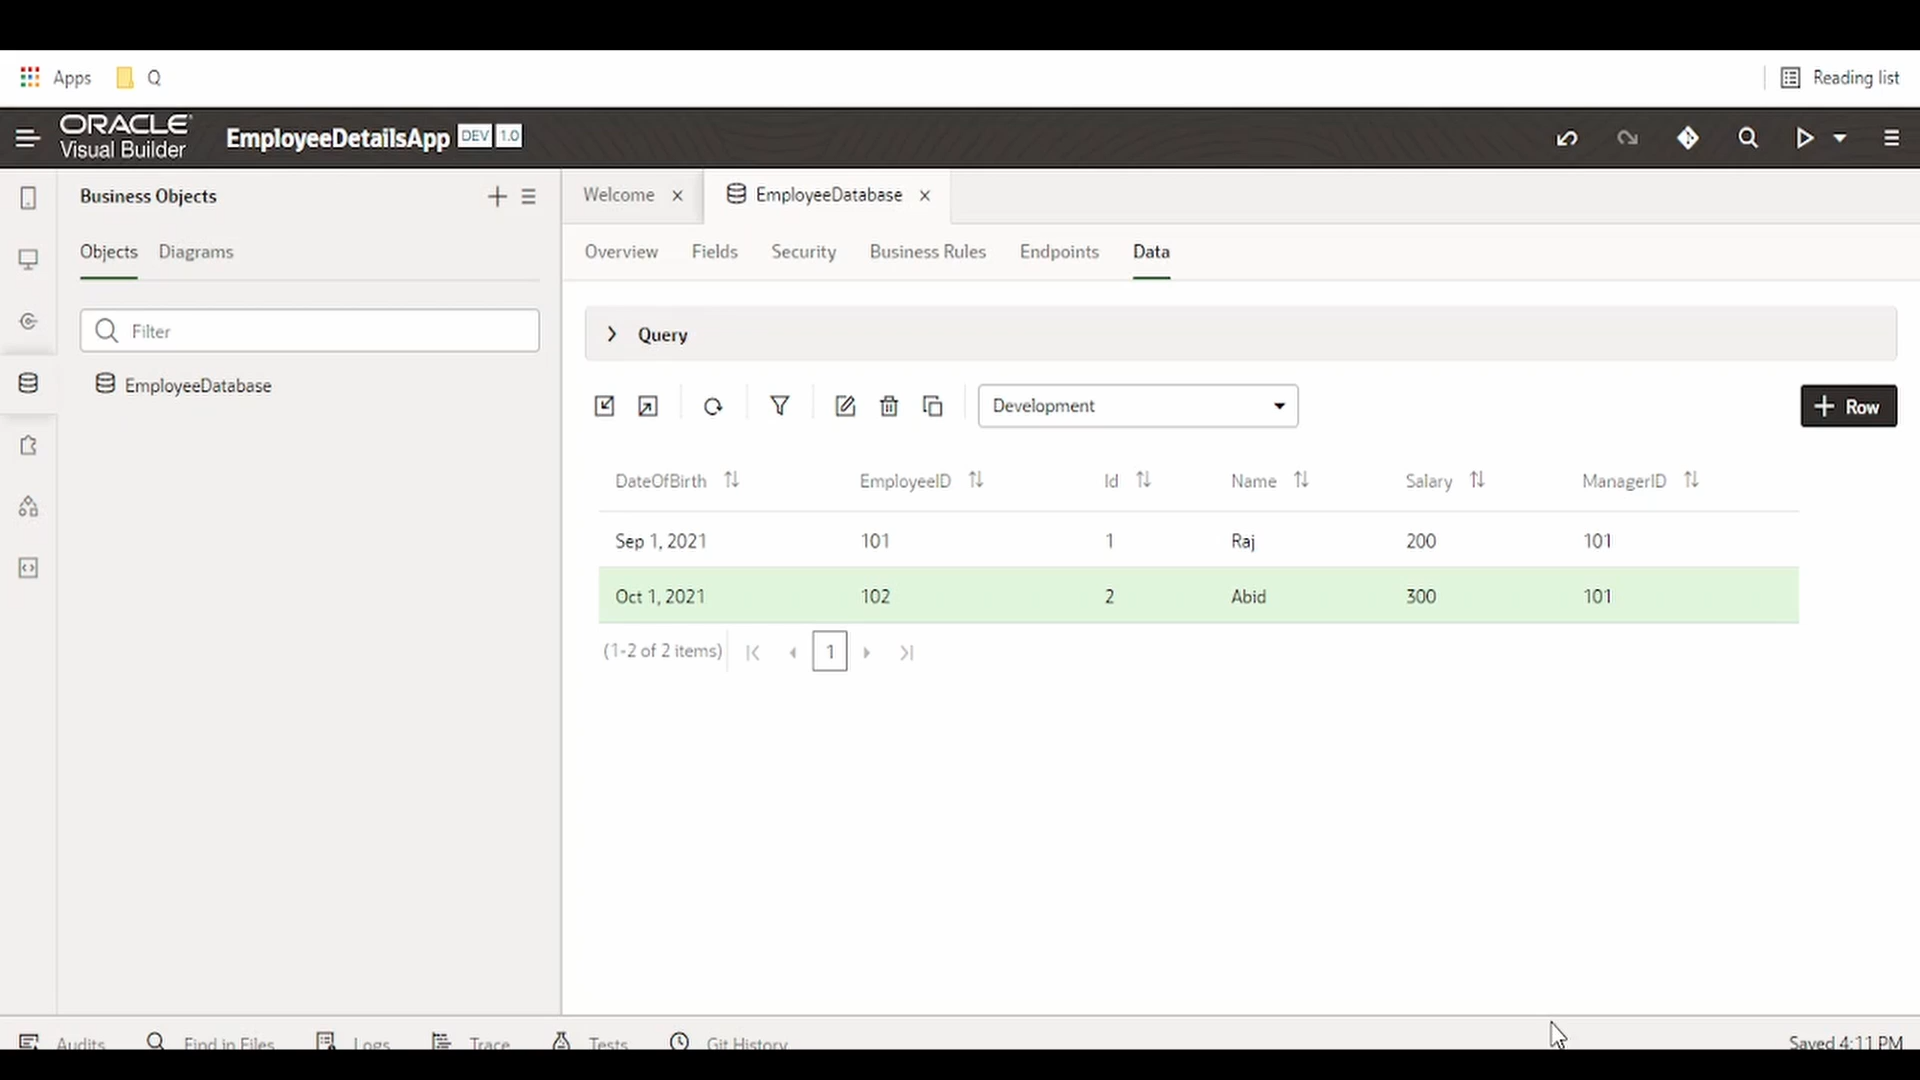 Apps Q Reading list
ORACLE
Visual Builder
EmployeeDetailsApp DEV 1.0
Business Objects
Welcome EmployeeDatabase
Objects Diagrams
Overview Fields Security Business Rules Endpoints Data
Filter
Query
EmployeeDatabase
Development
Row
DateOfBirth EmployeeID Id Name Salary ManagerID
Sep 1, 2021 101 1 Raj 200 101
Oct 1, 2021 102 2 Abid 300 101
(1-2 of 2 items) 1
Audits Find in Files Logs Trace Tests Git History Saved 4:11 PM